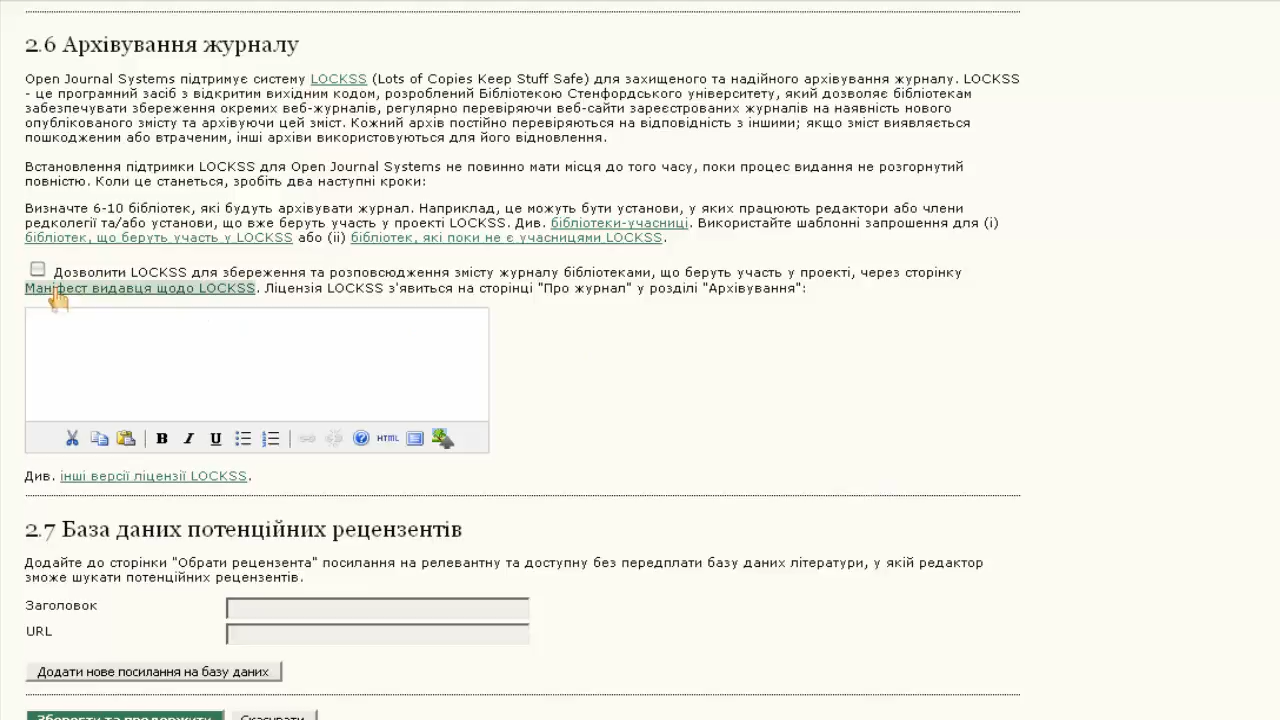 2.6 Архівування журналу
Open Journal Systems підтримує систему LOCKSS (Lots of Copies Keep Stuff Safe) для захищеного та надійного архівування журналу. LOCKSS
- це програмний засіб з відкритим вихідним кодом, розроблений Бібліотекою Стенфордського університету, який дозволяє бібліотекам
забезпечувати збереження окремих веб-журналів, регулярно перевіряючи веб-сайти зареєстрованих журналів на наявність нового
опублікованого змісту та архівуючи цей зміст. Кожний архів постійно перевіряються на відповідність з іншими; якщо зміст виявляється
пошкодженим або втраченим, інші архіви використовуються для його відновлення.
Встановлення підтримки LOCKSS для Open Journal Systems не повинно мати місця до того часу, поки процес видання не розгорнутий
повністю. Коли це станеться, зробіть два наступні кроки:
Визначте 6-10 бібліотек, які будуть архівувати журнал. Наприклад, це можуть бути установи, у яких працюють редактори або члени
редколегії та/або установи, що вже беруть участь у проекті LOCKSS. Див. бібліотеки-учасниці. Використайте шаблонні запрошення для (i)
бібліотек, що беруть участь у LOCKSS або (ii) бібліотек, які поки не є учасницями LOCKSS.
Дозволити LOCKSS для збереження та розповсюдження змісту журналу бібліотеками, що беруть участь у проекті, через сторінку
Маніфест видавця щодо LOCKSS. Ліцензія LOCKSS з'явиться на сторінці "Про журнал" у розділі "Архівування":
B I U HTML
Див. інші версії ліцензії LOCKSS.
2.7 База даних потенційних рецензентів
Додайте до сторінки "Обрати рецензента" посилання на релевантну та доступну без передплати базу даних літератури, у якій редактор
зможе шукати потенційних рецензентів.
Заголовок
URL
Додати нове посилання на базу даних
Зберегти та продовжити Скасувати